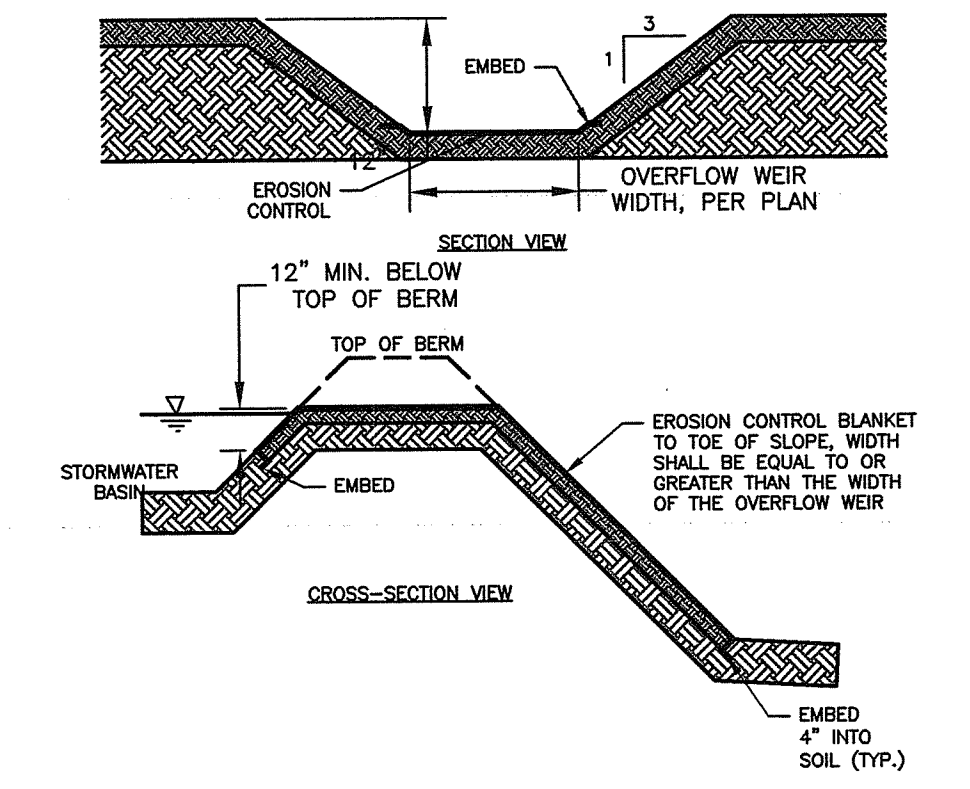 3
1
EMBED
12"
EROSION
CONTROL
OVERFLOW WEIR
WIDTH, PER PLAN
SECTION VIEW
12" MIN. BELOW
TOP OF BERM
TOP OF BERM
EROSION CONTROL BLANKET
TO TOE OF SLOPE, WIDTH
SHALL BE EQUAL TO OR
GREATER THAN THE WIDTH
OF THE OVERFLOW WEIR
STORMWATER
BASIN
EMBED
CROSS-SECTION VIEW
EMBED
4" INTO
SOIL (TYP.)